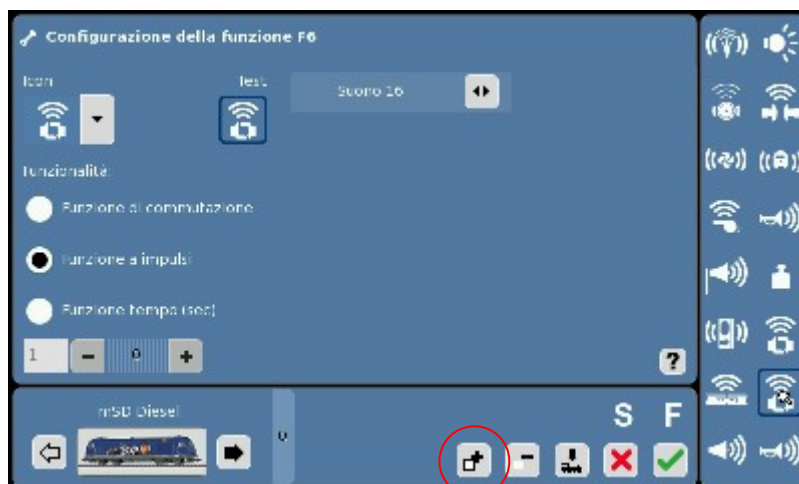 Configurazione della funzione F6
Icon
Test
Suono 16
Funzionalità:
Funzione di commutazione
Funzione a impulsi
Funzione tempo (sec)
1
0
?
mSD Diesel
0
S F